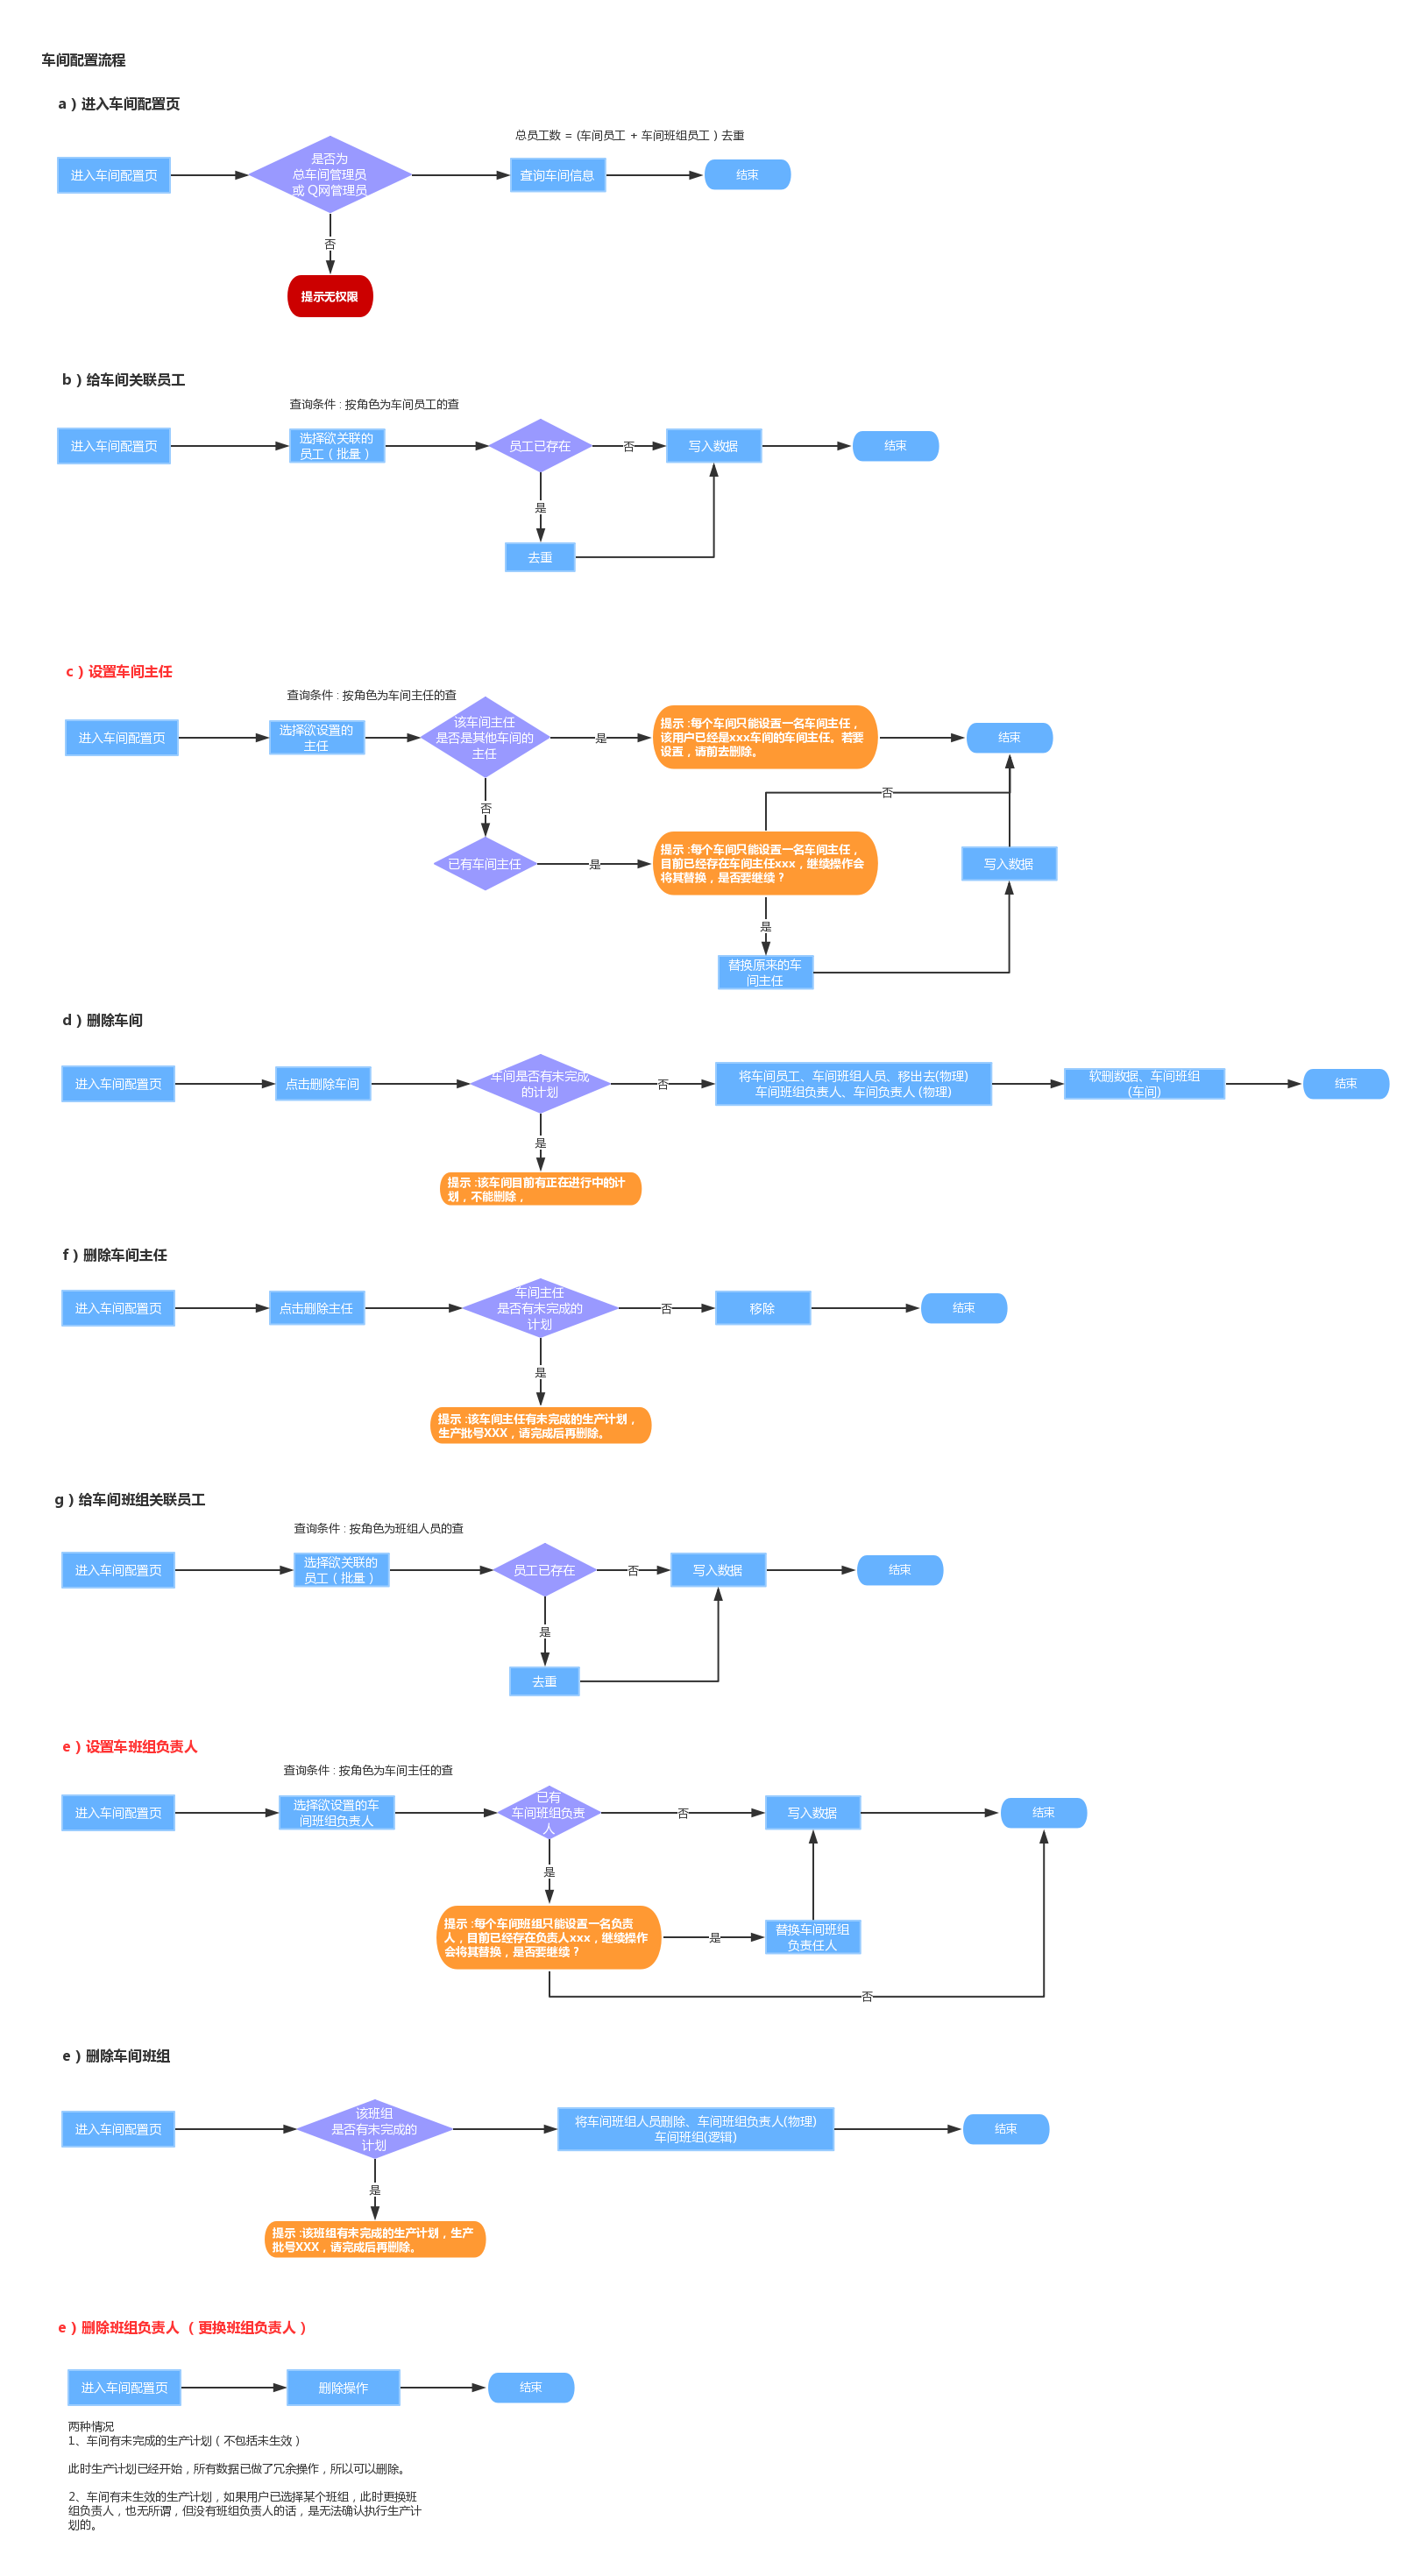 车间配置流程
a ) 进入车间配置页
总员工数 = (车间员工 + 车间班组员工 ) 去重
进入车间配置页
是否为
总车间管理员
或 Q网管理员
查询车间信息
结束
否
提示无权限
b ) 给车间关联员工
查询条件 : 按角色为车间员工的查
进入车间配置页
选择欲关联的
员工 ( 批量 )
员工已存在
否
写入数据
结束
是
去重
c ) 设置车间主任
查询条件 : 按角色为车间主任的查
进入车间配置页
选择欲设置的
主任
该车间主任
是否是其他车间的
主任
是
提示 :每个车间只能设置一名车间主任，
该用户已经是xxx车间的车间主任。若要
设置，请前去删除。
结束
否
否
已有车间主任
是
提示 :每个车间只能设置一名车间主任，
目前已经存在车间主任xxx，继续操作会
将其替换，是否要继续 ?
写入数据
是
替换原来的车
间主任
d ) 删除车间
进入车间配置页
点击删除车间
车间是否有未完成
的计划
否
将车间员工、车间班组人员、移出去(物理)
车间班组负责人、车间负责人 (物理)
软删数据、车间班组
(车间)
结束
是
提示 :该车间目前有正在进行中的计
划，不能删除，
f ) 删除车间主任
进入车间配置页
点击删除主任
车间主任
是否有未完成的
计划
否
移除
结束
是
提示 :该车间主任有未完成的生产计划，
生产批号XXX，请完成后再删除。
g ) 给车间班组关联员工
查询条件 : 按角色为班组人员的查
进入车间配置页
选择欲关联的
员工 ( 批量 )
员工已存在
否
写入数据
结束
是
去重
e ) 设置车班组负责人
查询条件 : 按角色为车间主任的查
进入车间配置页
选择欲设置的车
间班组负责人
已有
车间班组负责
人
否
写入数据
结束
是
提示 :每个车间班组只能设置一名负责
人，目前已经存在负责人xxx，继续操作
会将其替换，是否要继续 ?
是
替换车间班组
负责任人
否
e ) 删除车间班组
进入车间配置页
该班组
是否有未完成的
计划
将车间班组人员删除、车间班组负责人(物理)
车间班组(逻辑)
结束
是
提示 :该班组有未完成的生产计划，生产
批号XXX，请完成后再删除。
e ) 删除班组负责人 （ 更换班组负责人 ）
进入车间配置页
删除操作
结束
两种情况
1、车间有未完成的生产计划 ( 不包括未生效 )
此时生产计划已经开始，所有数据已做了冗余操作，所以可以删除。
2、车间有未生效的生产计划，如果用户已选择某个班组，此时更换班
组负责人，也无所谓，但没有班组负责人的话，是无法确认执行生产计
划的。